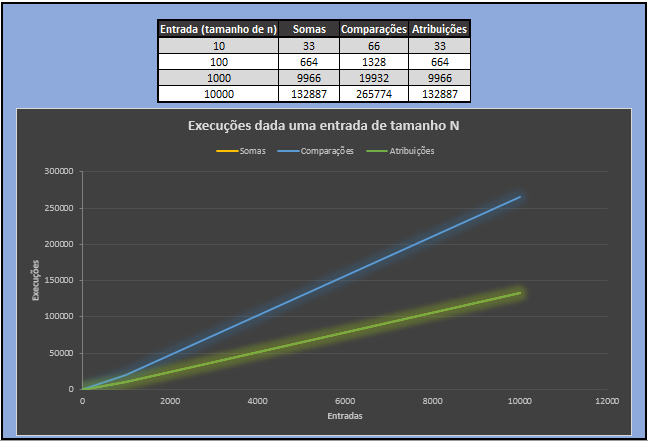 Entrada (tamanho de n) Somas Comparações Atribuições
10 33 66 33
100 664 1328 664
1000 9966 19932 9966
10000 132887 265774 132887
Execuções dada uma entrada de tamanho N
Somas Comparações Atribuições
300000
250000
200000
150000
100000
50000
0
Execuções
0 2000 4000 6000 8000 10000 12000
Entradas